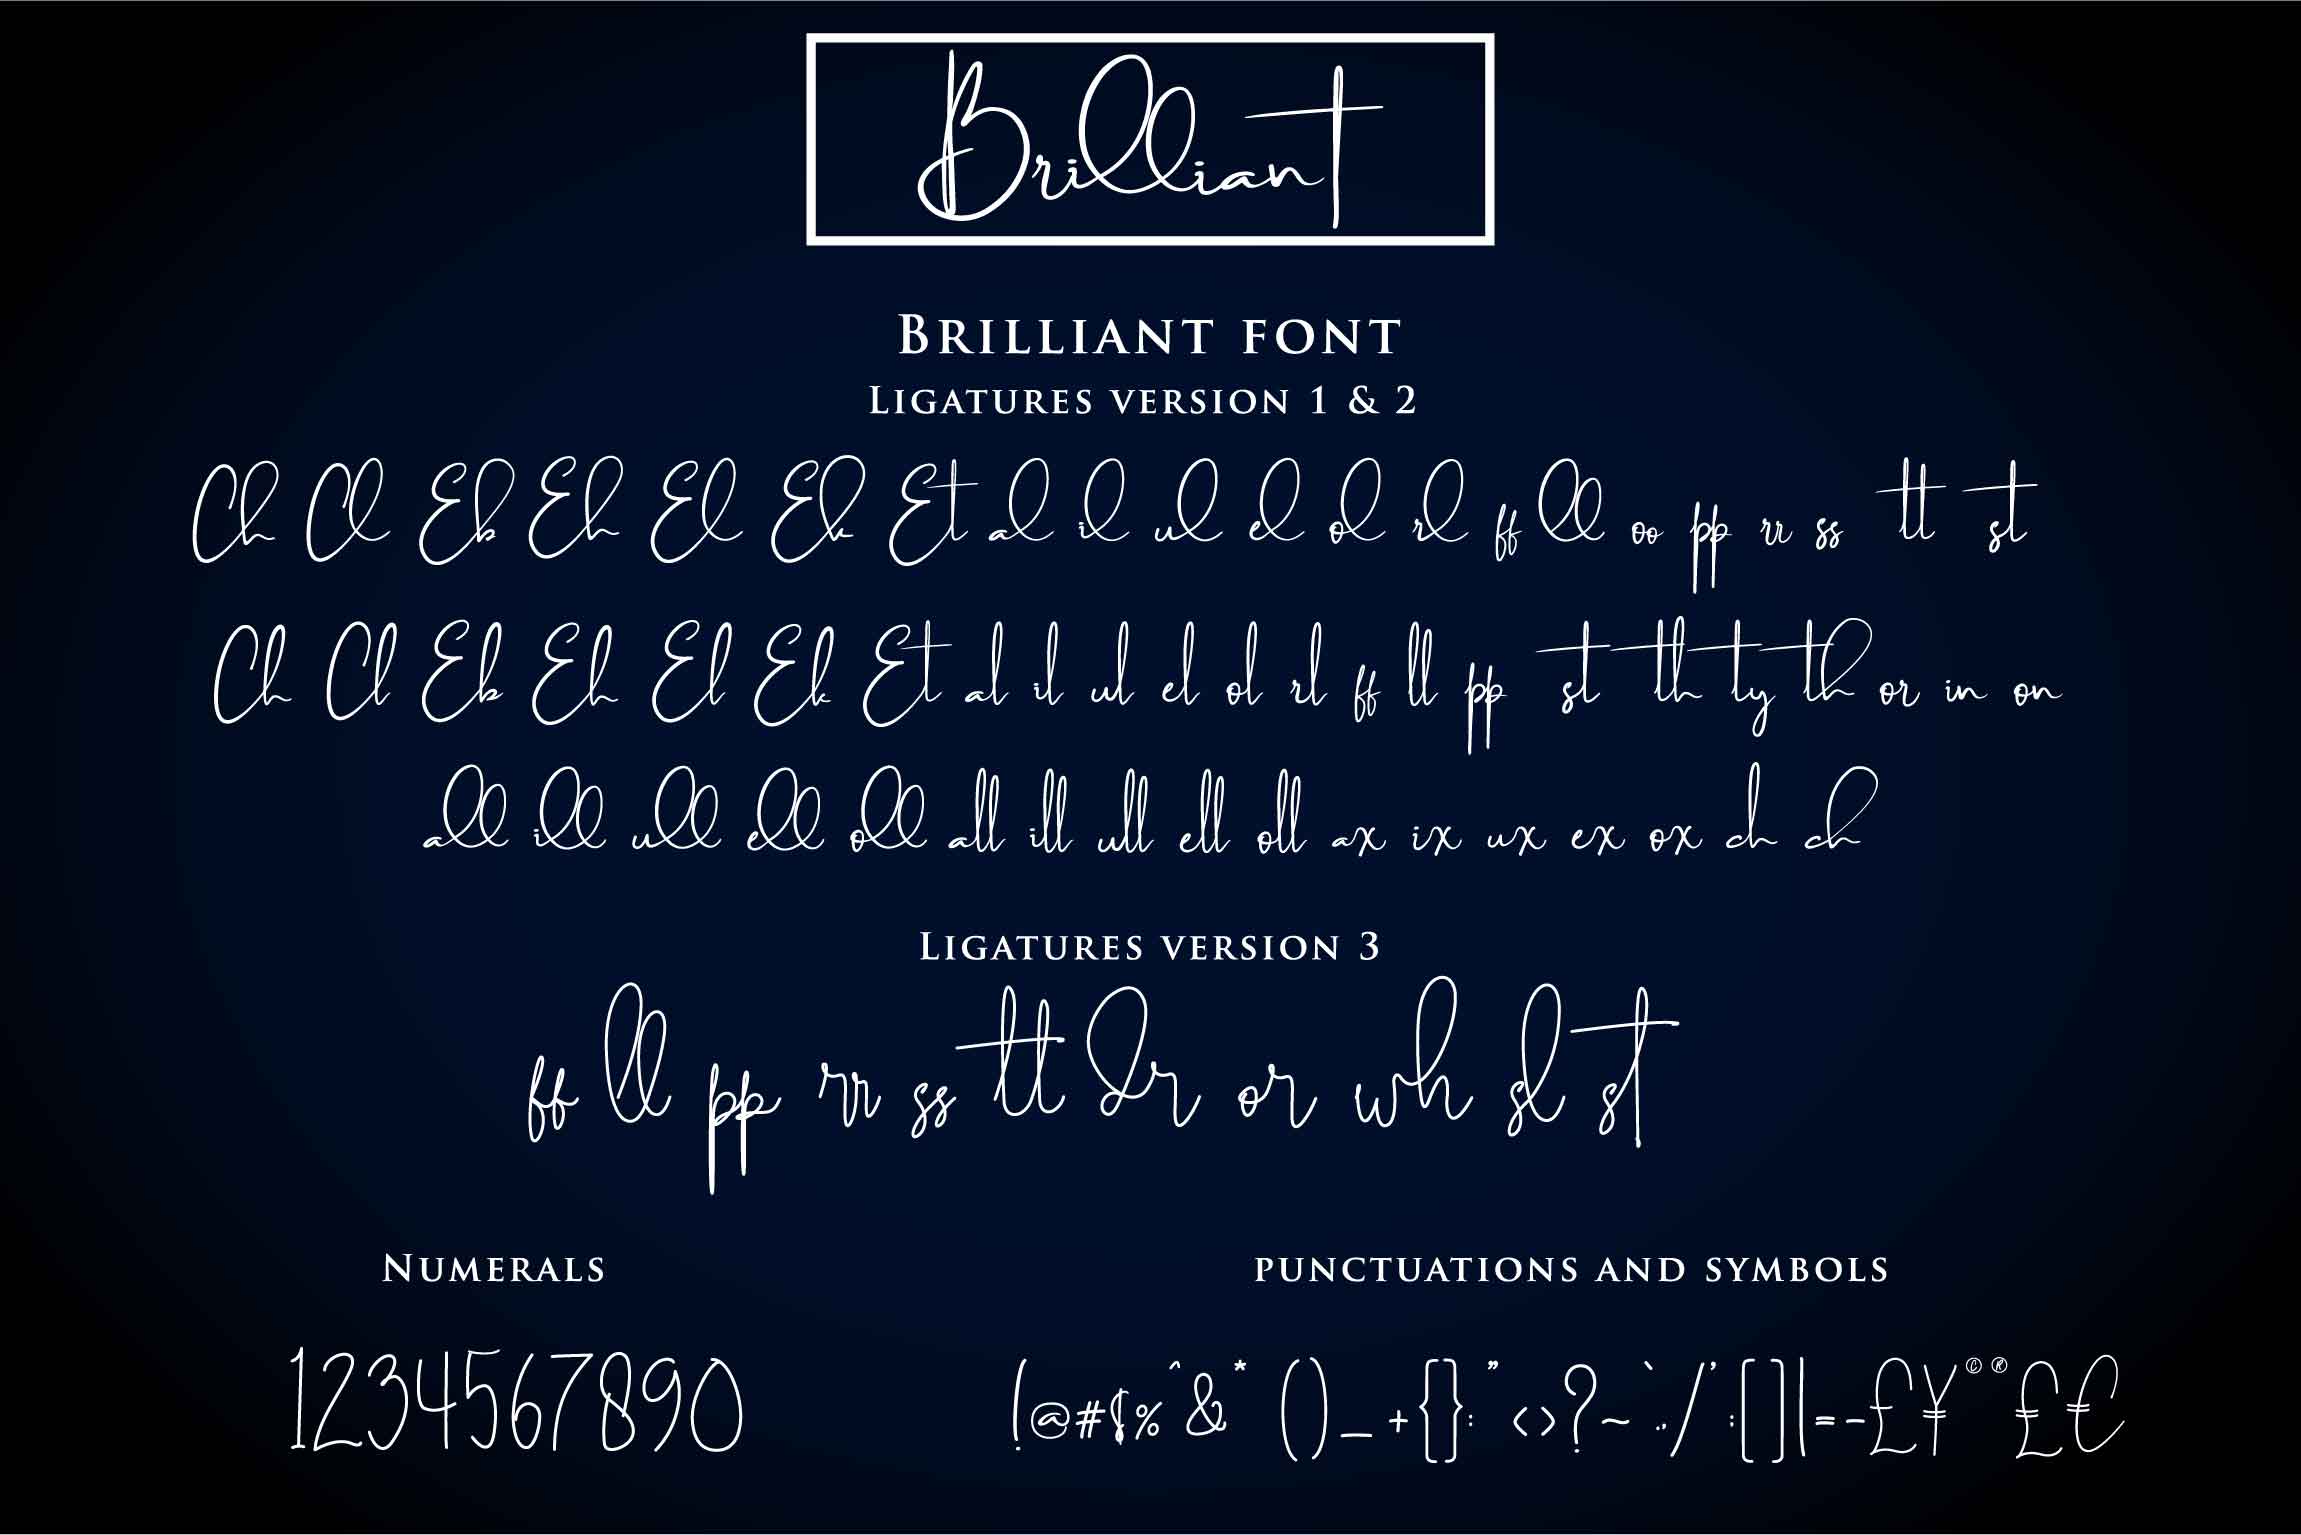 Brilliant
Brilliant font
Ligatures version 1 & 2
Ch Cl Eb Eh El Ek Et al il ul el ol rl ff ll oo pp rr ss tt st
Ch Cl Eb Eh El Ek Et al il ul el ol rl ff ll pp st th ty th or in on
all ill ull ell oll all ill ull ell oll ax ix ux ex ox ch ch
Ligatures version 3
ff ll pp rr ss tt or wh sl st
Numerals
punctuations and symbols
1234567890
!@#$%^&*()_+{}:"<>?~`.,/';[]|=-£¥©®₤€